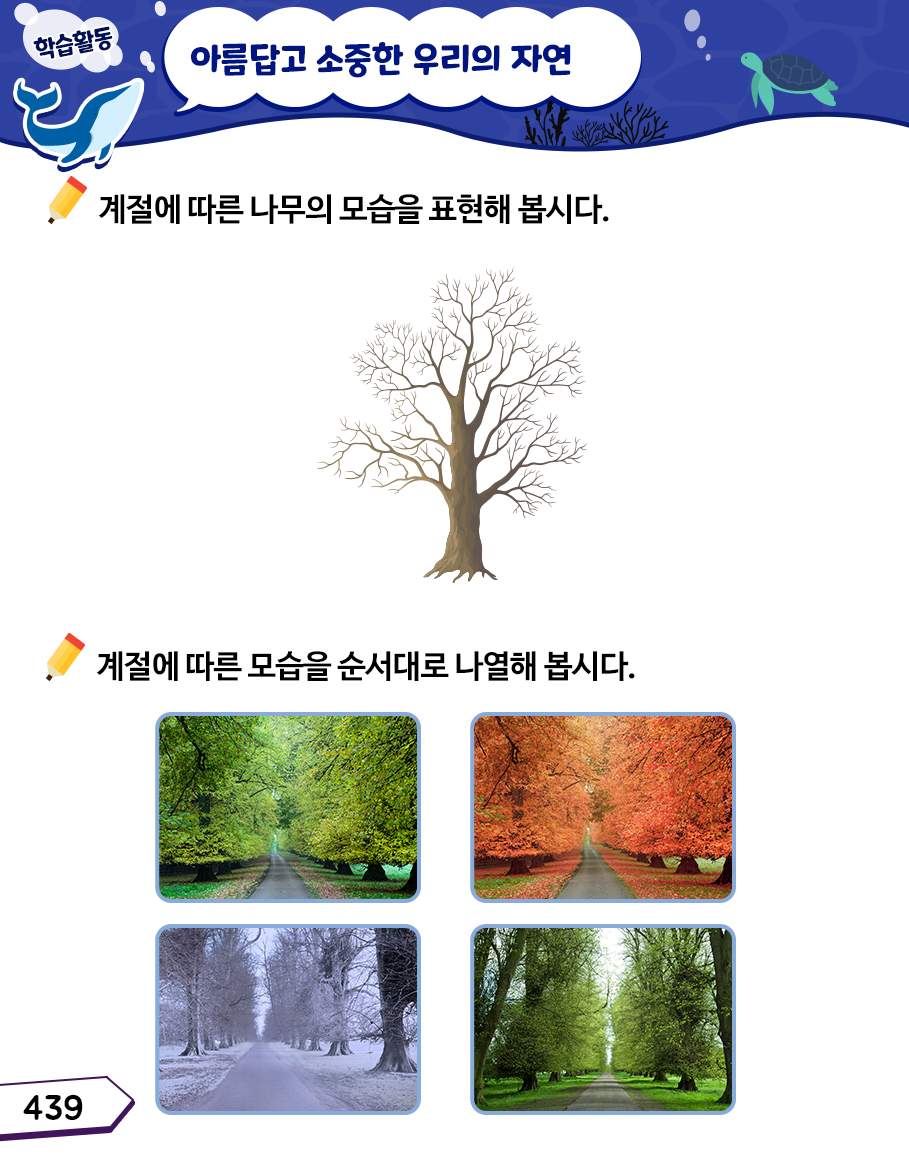 학습활동
아름답고 소중한 우리의 자연
계절에 따른 나무의 모습을 표현해 봅시다.
계절에 따른 모습을 순서대로 나열해 봅시다.
439